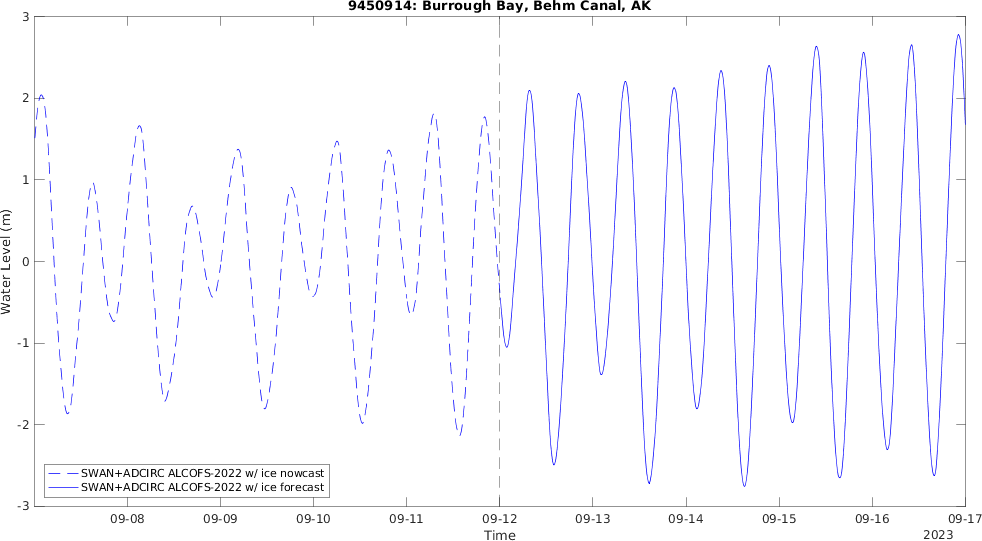 9450914: Burrough Bay, Behm Canal, AK
3
2
1
0
-1
-2
-3
Water Level (m)
SWAN+ADCIRC ALCOFS-2022 w/ ice nowcast
SWAN+ADCIRC ALCOFS-2022 w/ ice forecast
09-08 09-09 09-10 09-11 09-12 09-13 09-14 09-15 09-16 09-17
Time
2023